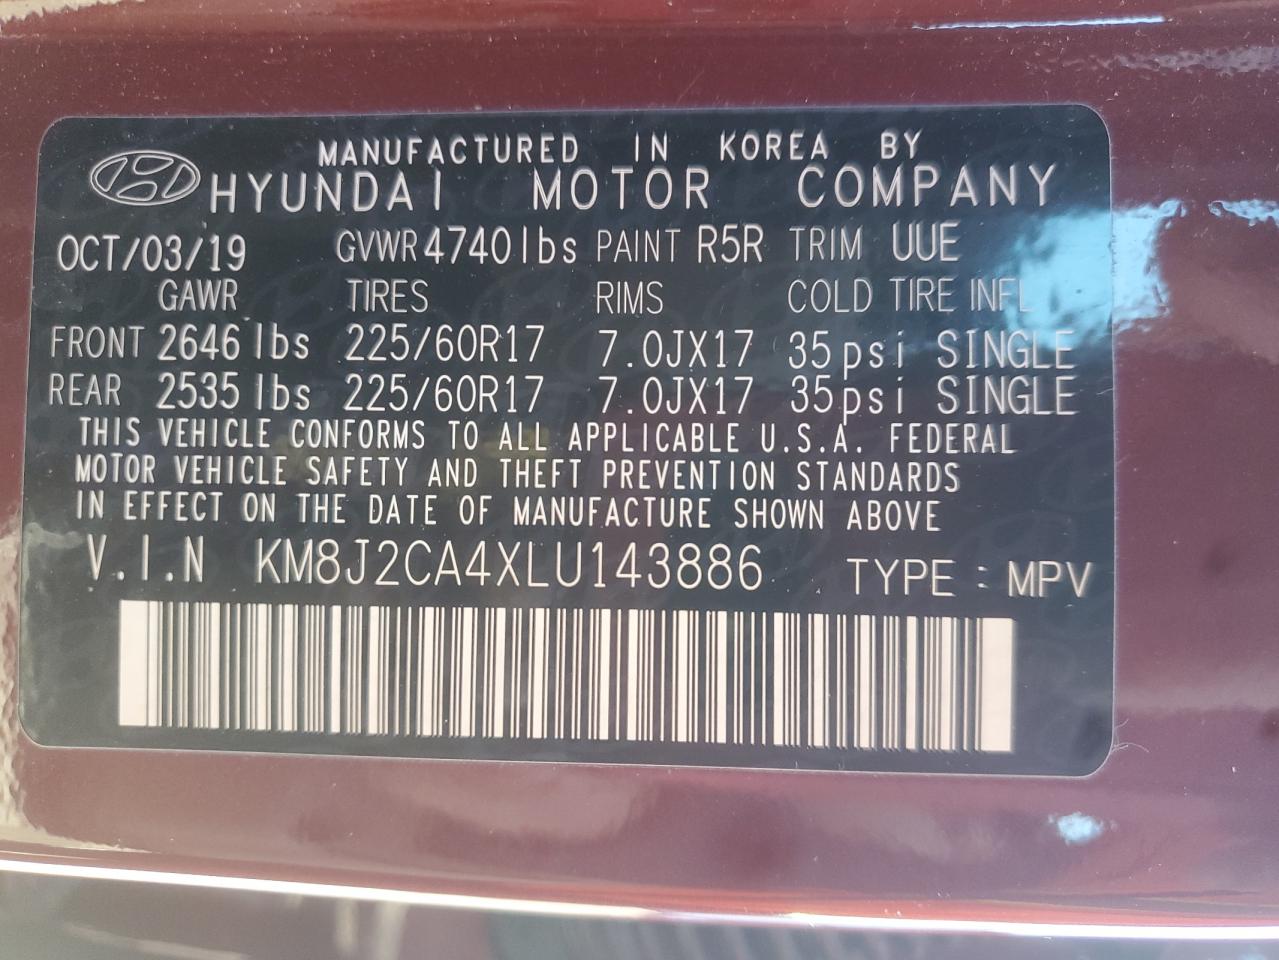 MANUFACTURED IN KOREA BY
HYUNDAI MOTOR COMPANY
OCT/03/19 GVWR 4740 lbs PAINT R5R TRIM UUE
GAWR TIRES RIMS COLD TIRE INFL
FRONT 2646 lbs 225/60R17 7.0JX17 35psi SINGLE
REAR 2535 lbs 225/60R17 7.0JX17 35psi SINGLE
THIS VEHICLE CONFORMS TO ALL APPLICABLE U.S.A. FEDERAL
MOTOR VEHICLE SAFETY AND THEFT PREVENTION STANDARDS
IN EFFECT ON THE DATE OF MANUFACTURE SHOWN ABOVE
V.I.N KM8J2CA4XLU143886 TYPE : MPV